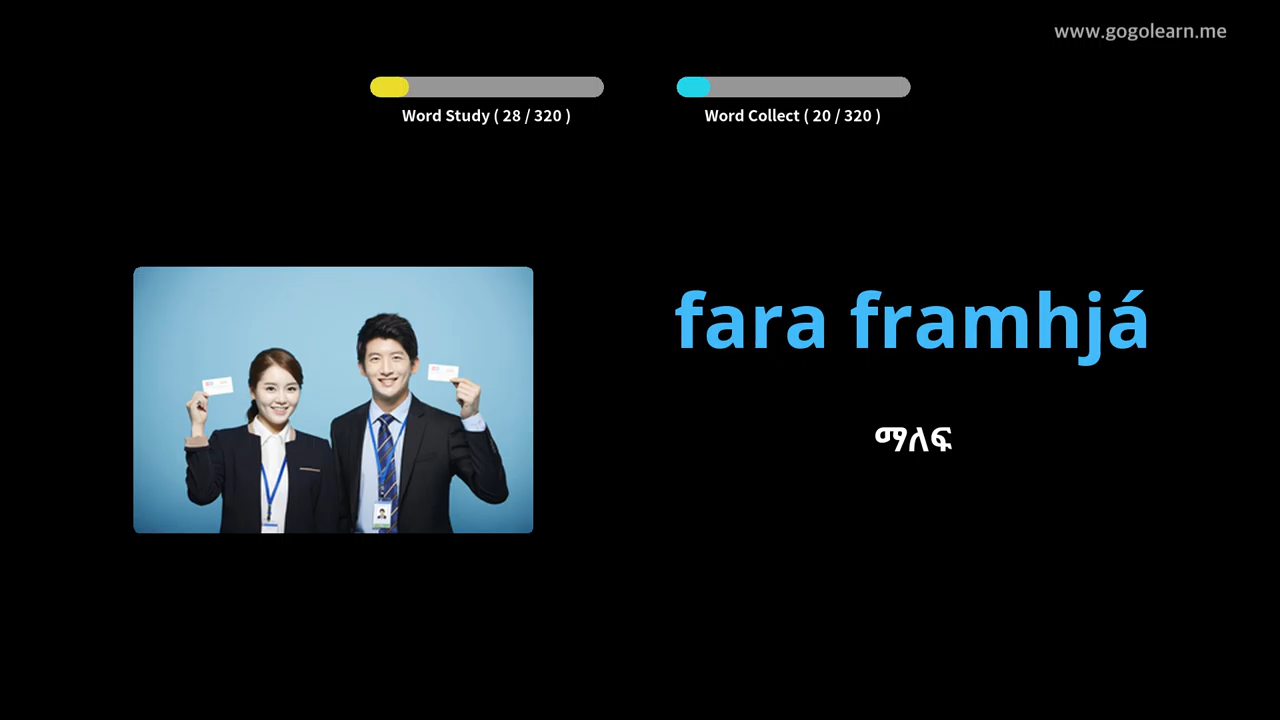 www.gogolearn.me
Word Study ( 28 / 320 )
Word Collect ( 20 / 320 )
fara framhjá
ማለፍ